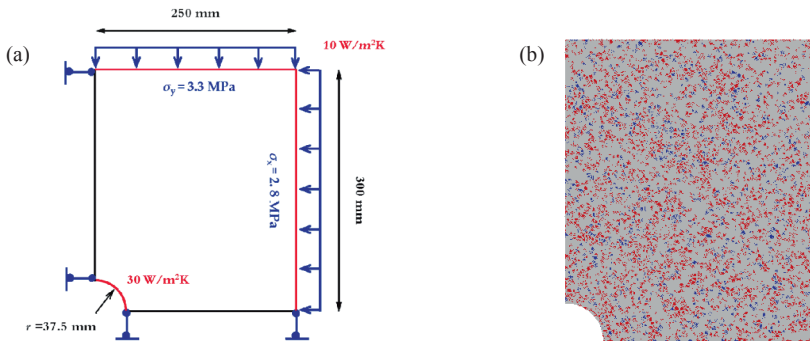 (a)
250 mm
10 W/m²K
σy = 3.3 MPa
σx = 2.8 MPa
300 mm
30 W/m²K
r =37.5 mm
(b)